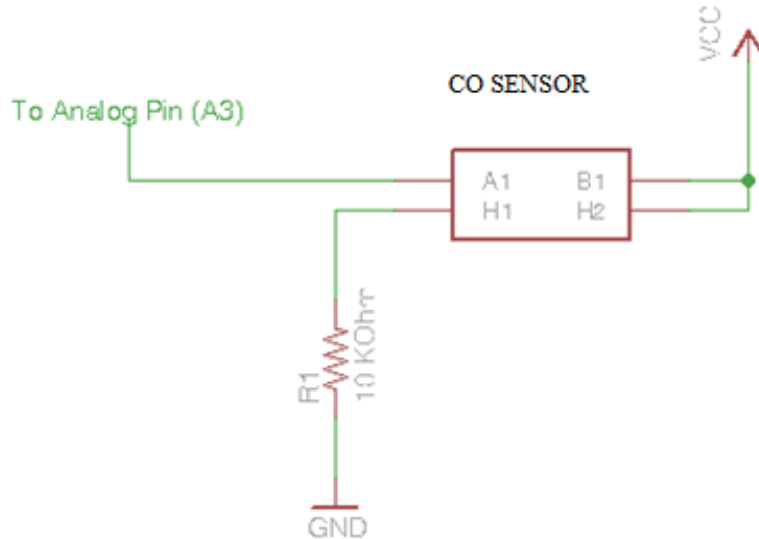 VCC
CO SENSOR
To Analog Pin (A3)
A1 B1
H1 H2
R1
10 KOhm
GND